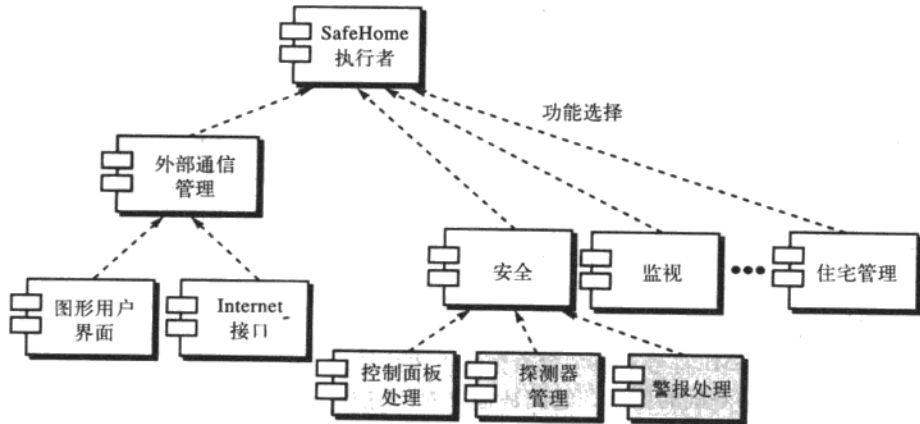 SafeHome
执行者
功能选择
外部通信
管理
安全
监视
住宅管理
图形用户
界面
Internet
接口
控制面板
处理
探测器
管理
警报处理